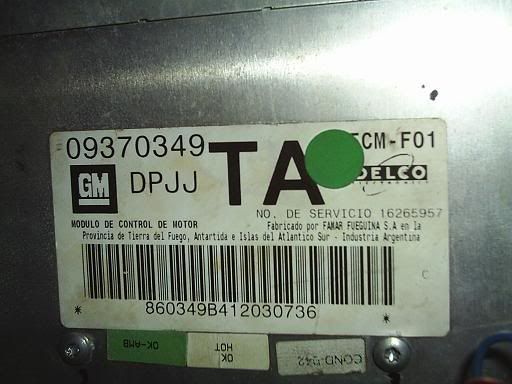 09370349
ECM-F01
GM
DPJJ
TA
DELCO
electronics
NO. DE SERVICIO 16265957
MODULO DE CONTROL DE MOTOR
Fabricado por FAMAR FUEGUINA S.A en la
Provincia de Tierra del Fuego, Antartida e Islas del Atlantico Sur - Industria Argentina
* 860349B412030736 *
OK-AMB
OK
HOT
COND-542